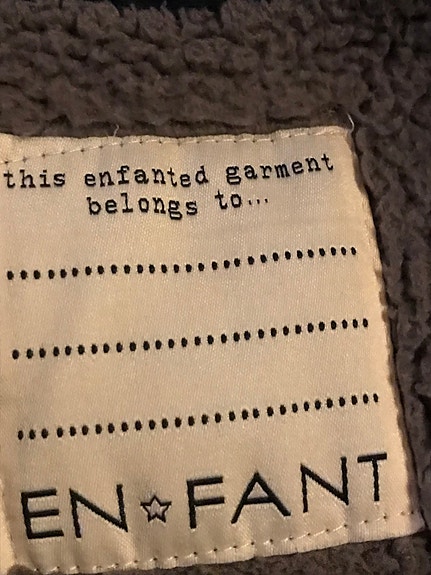 this enfanted garment
belongs to...
EN☆FANT